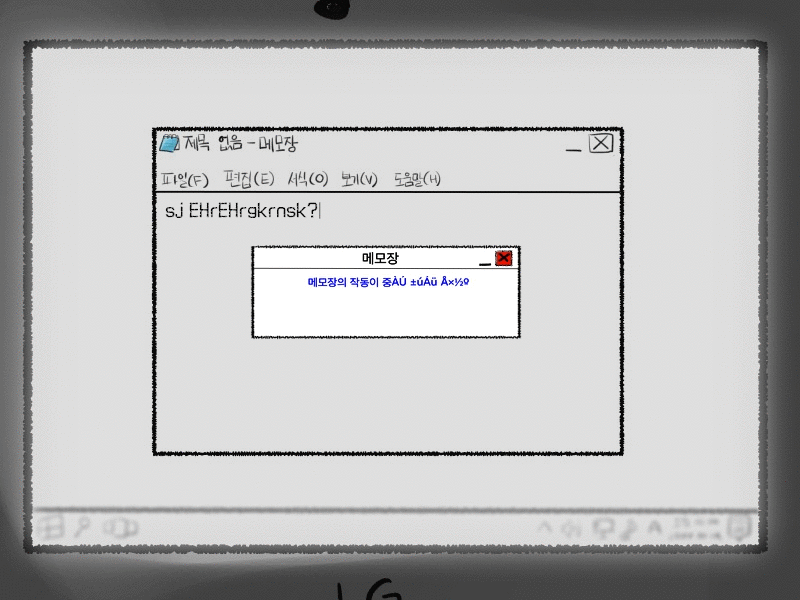 제목 없음 - 메모장
파일(F) 편집(E) 서식(O) 보기(V) 도움말(H)
sj EHrEHrgkrnsk?
메모장
메모장의 작동이 중ÀÚ ±úÁü Å×½º
A
LG